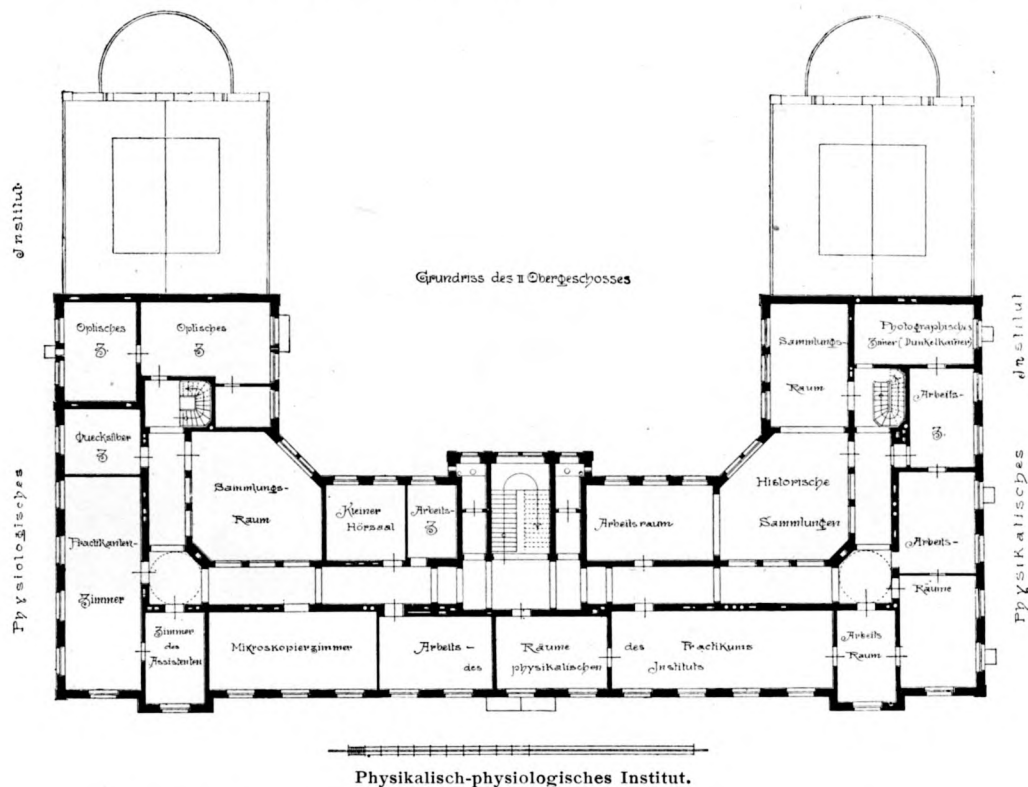 Grundriss des II Obergeschosses
Physiologisches Institut
Optisches
Z.
Optisches
Z
Quecksilber
Z
Practikanten-
Zimmer
Sammlungs-
Raum
Kleiner
Hörsaal
Arbeits-
Z
Zimmer
des
Assistenten
Mikroskopierzimmer
Arbeits-
des
Räume
physikalischen
des Practikums
Instituts
Arbeitsraum
Historische
Sammlungen
Sammlungs-
Raum
Photographisches
Zimmer (Dunkelkammer)
Arbeits-
Z.
Arbeits-
Räume
Arbeits
Raum
Physikalisches Institut
Physikalisch-physiologisches Institut.